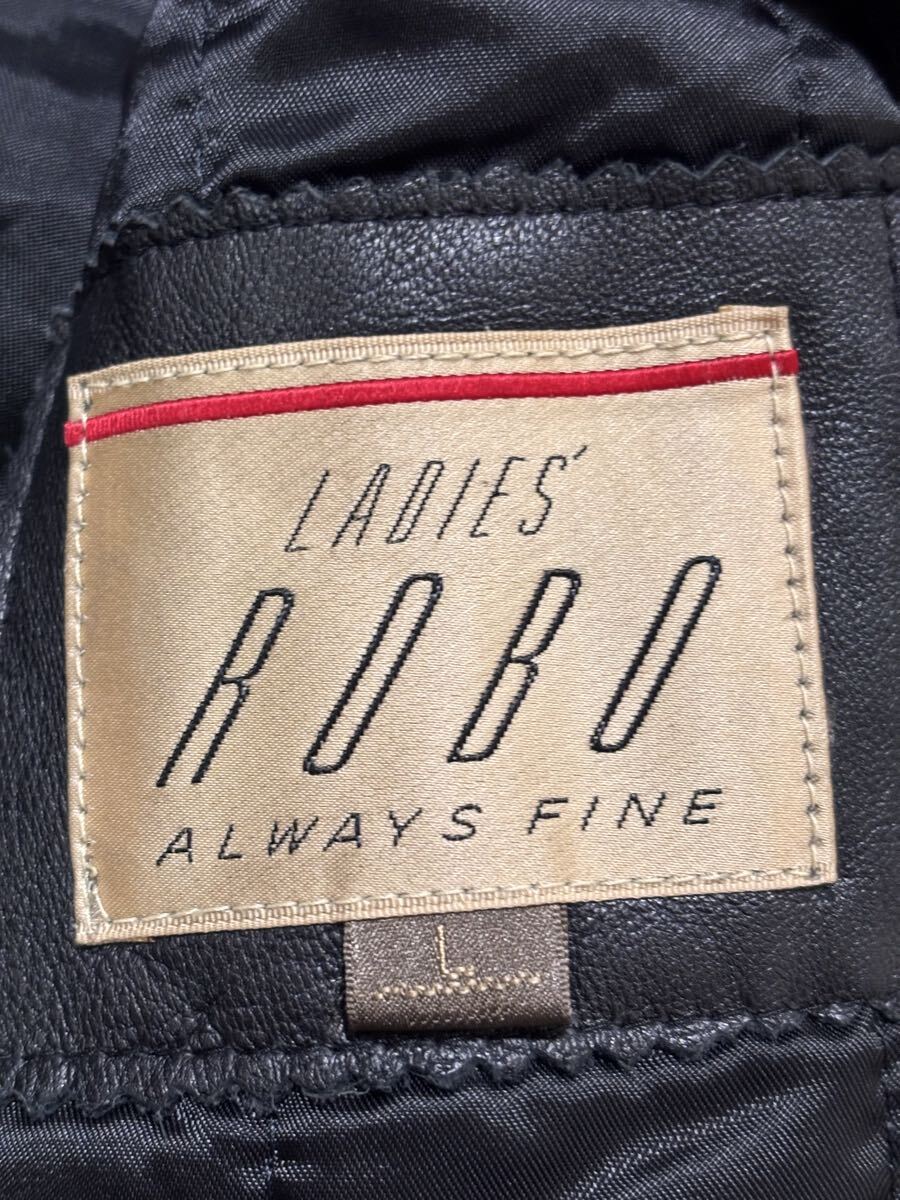 LADIES'
ROBO
ALWAYS FINE
L